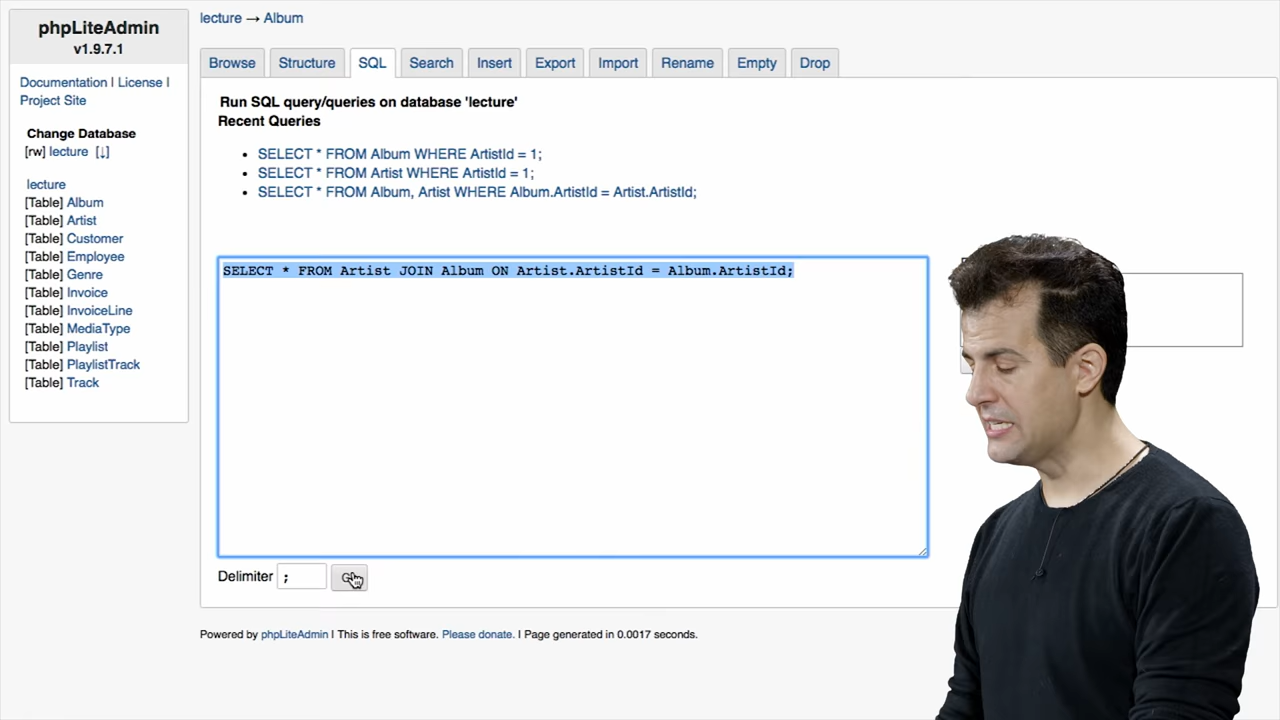 phpLiteAdmin
v1.9.7.1
Documentation | License |
Project Site
Change Database
[rw] lecture [↓]
lecture
[Table] Album
[Table] Artist
[Table] Customer
[Table] Employee
[Table] Genre
[Table] Invoice
[Table] InvoiceLine
[Table] MediaType
[Table] Playlist
[Table] PlaylistTrack
[Table] Track
lecture → Album
Browse Structure SQL Search Insert Export Import Rename Empty Drop
Run SQL query/queries on database 'lecture'
Recent Queries
SELECT * FROM Album WHERE ArtistId = 1;
SELECT * FROM Artist WHERE ArtistId = 1;
SELECT * FROM Album, Artist WHERE Album.ArtistId = Artist.ArtistId;
SELECT * FROM Artist JOIN Album ON Artist.ArtistId = Album.ArtistId;
Delimiter ;
Powered by phpLiteAdmin | This is free software. Please donate. | Page generated in 0.0017 seconds.